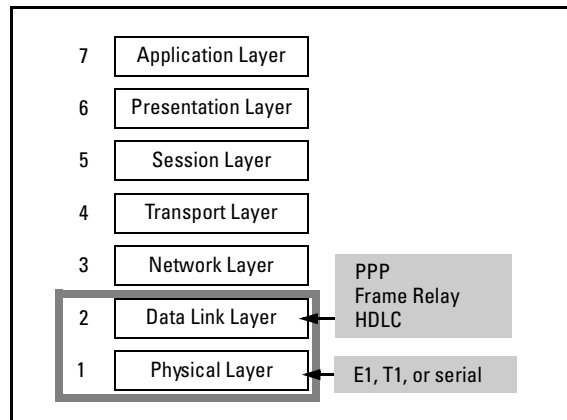 7 Application Layer
6 Presentation Layer
5 Session Layer
4 Transport Layer
3 Network Layer
PPP
Frame Relay
HDLC
2 Data Link Layer
1 Physical Layer
E1, T1, or serial